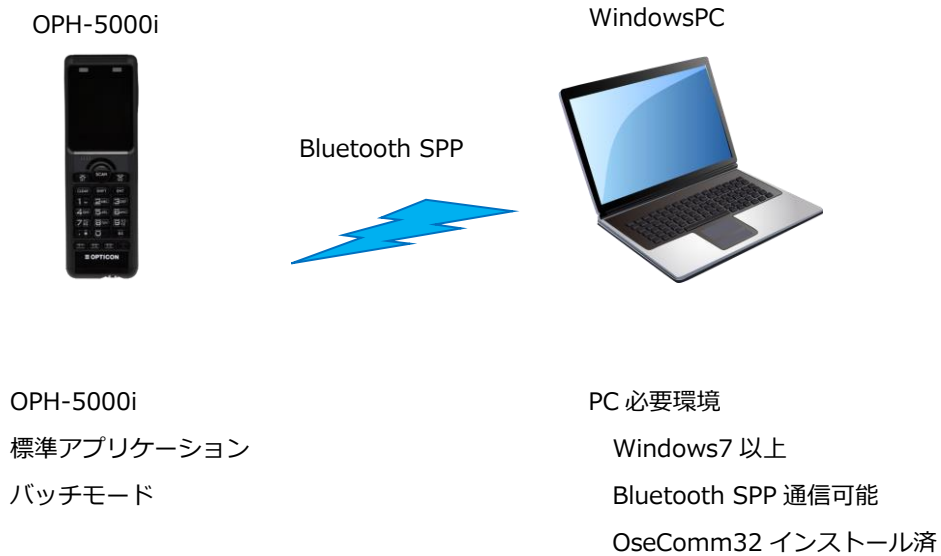 OPH-5000i
WindowsPC
Bluetooth SPP
SCAN
OPTICON
OPH-5000i
標準アプリケーション
バッチモード
PC 必要環境
Windows7 以上
Bluetooth SPP 通信可能
OseComm32 インストール済